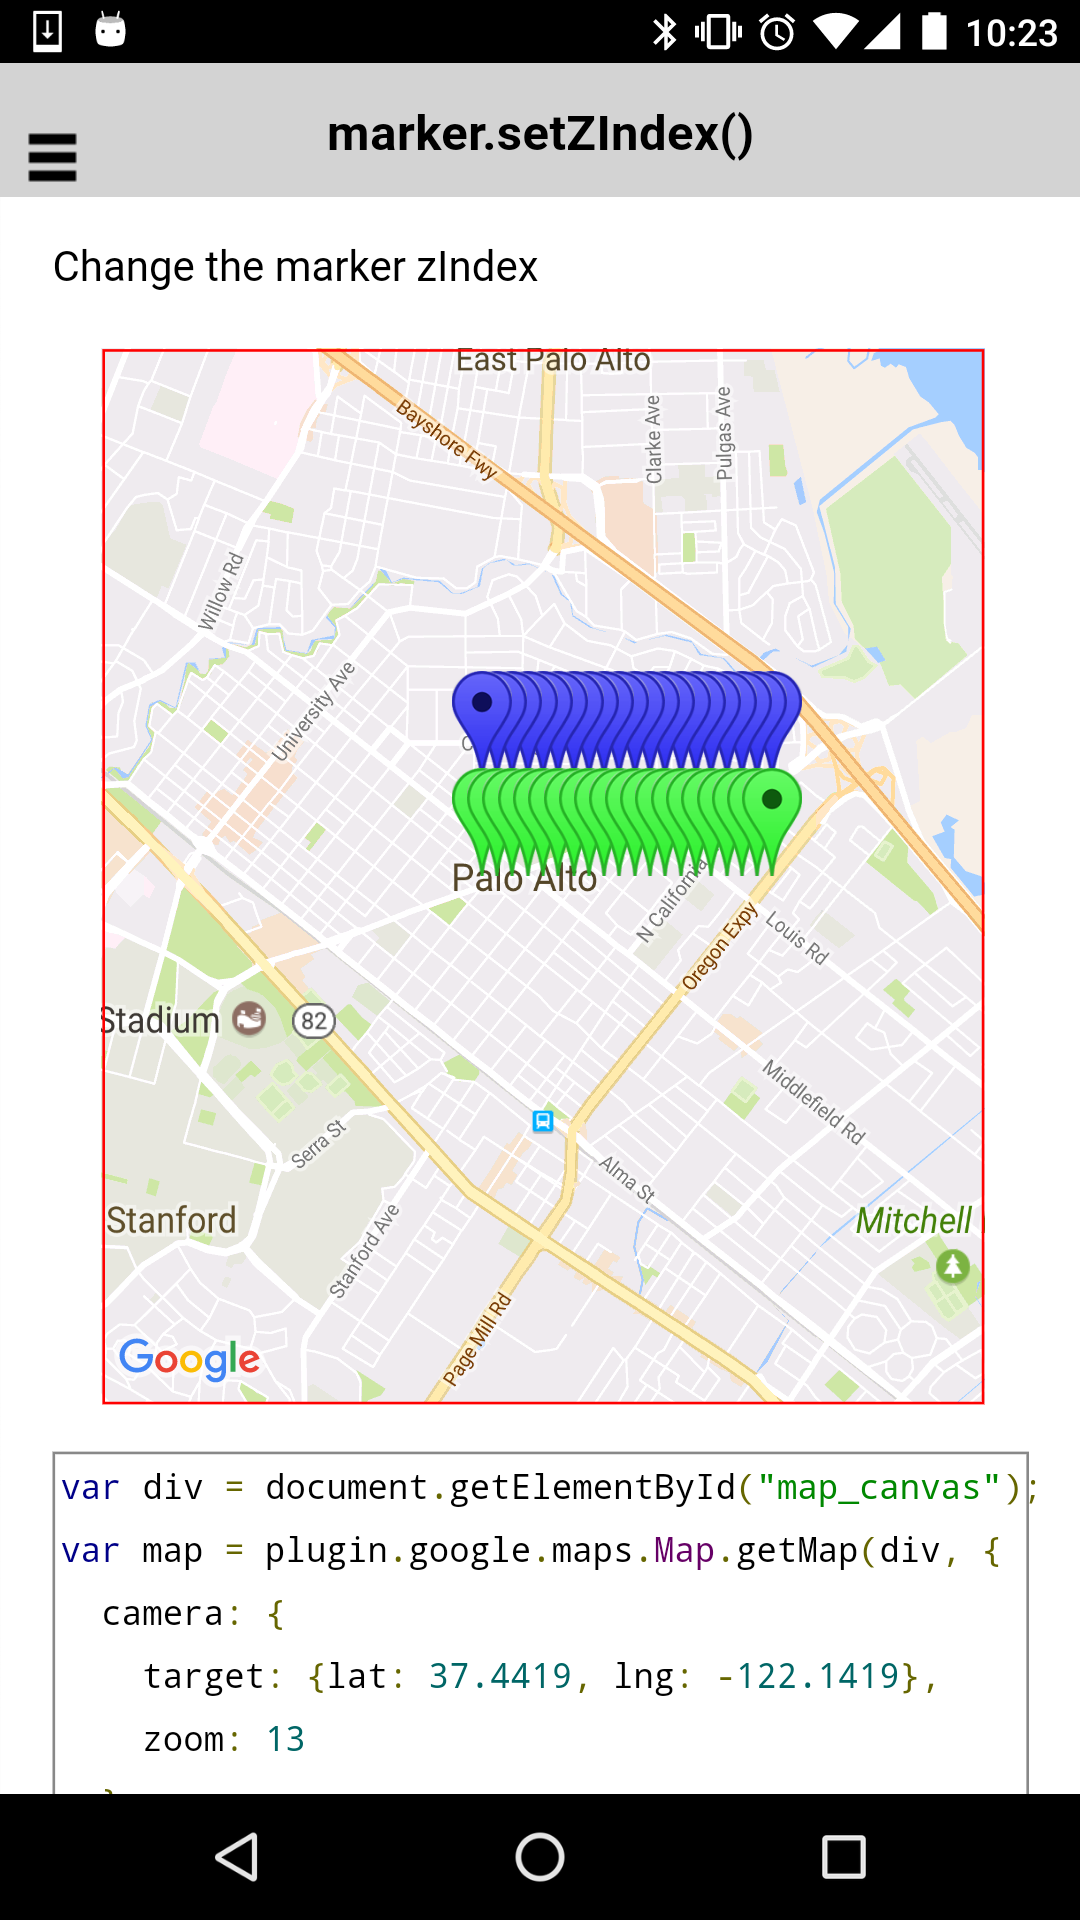 10:23
marker.setZIndex()
Change the marker zIndex
East Palo Alto
Bayshore Fwy
Clarke Ave
Pulgas Ave
Willow Rd
University Ave
C
Palo Alto
N California
Oregon Expy
Louis Rd
Stadium
82
Middlefield Rd
Serra St
Alma St
Stanford
Stanford Ave
Mitchell
Page Mill Rd
Google
var div = document.getElementById("map_canvas");
var map = plugin.google.maps.Map.getMap(div, {
camera: {
target: {lat: 37.4419, lng: -122.1419},
zoom: 13